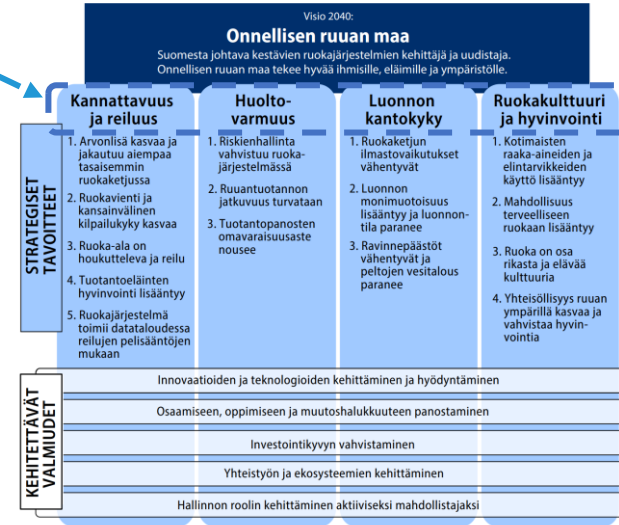 Visio 2040:
Onnellisen ruuan maa
Suomesta johtava kestävien ruokajärjestelmien kehittäjä ja uudistaja.
Onnellisen ruuan maa tekee hyvää ihmisille, eläimille ja ympäristölle.
STRATEGISET
TAVOITTEET
Kannattavuus
ja reiluus
1. Arvonlisä kasvaa ja
jakautuu aiempaa
tasaisemmin
ruokaketjussa
2. Ruokavienti ja
kansainvälinen
kilpailukyky kasvaa
3. Ruoka-ala on
houkutteleva ja reilu
4. Tuotantoeläinten
hyvinvointi lisääntyy
5. Ruokajärjestelmä
toimii datataloudessa
reilujen pelisääntöjen
mukaan
Huolto-
varmuus
1. Riskienhallinta
vahvistuu ruoka-
järjestelmässä
2. Ruuantuotannon
jatkuvuus turvataan
3. Tuotantopanosten
omavaraisuusaste
nousee
Luonnon
kantokyky
1. Ruokaketjun
ilmastovaikutukset
vähentyvät
2. Luonnon
monimuotoisuus
lisääntyy ja luonnon-
tila paranee
3. Ravinnepäästöt
vähentyvät ja
peltojen vesitalous
paranee
Ruokakulttuuri
ja hyvinvointi
1. Kotimaisten
raaka-aineiden ja
elintarvikkeiden
käyttö lisääntyy
2. Mahdollisuus
terveelliseen
ruokaan lisääntyy
3. Ruoka on osa
rikasta ja elävää
kulttuuria
4. Yhteisöllisyys ruuan
ympärillä kasvaa ja
vahvistaa hyvin-
vointia
KEHITETTÄVÄT
VALMIUDET
Innovaatioiden ja teknologioiden kehittäminen ja hyödyntäminen
Osaamiseen, oppimiseen ja muutoshalukkuuteen panostaminen
Investointikyvyn vahvistaminen
Yhteistyön ja ekosysteemien kehittäminen
Hallinnon roolin kehittäminen aktiiviseksi mahdollistajaksi